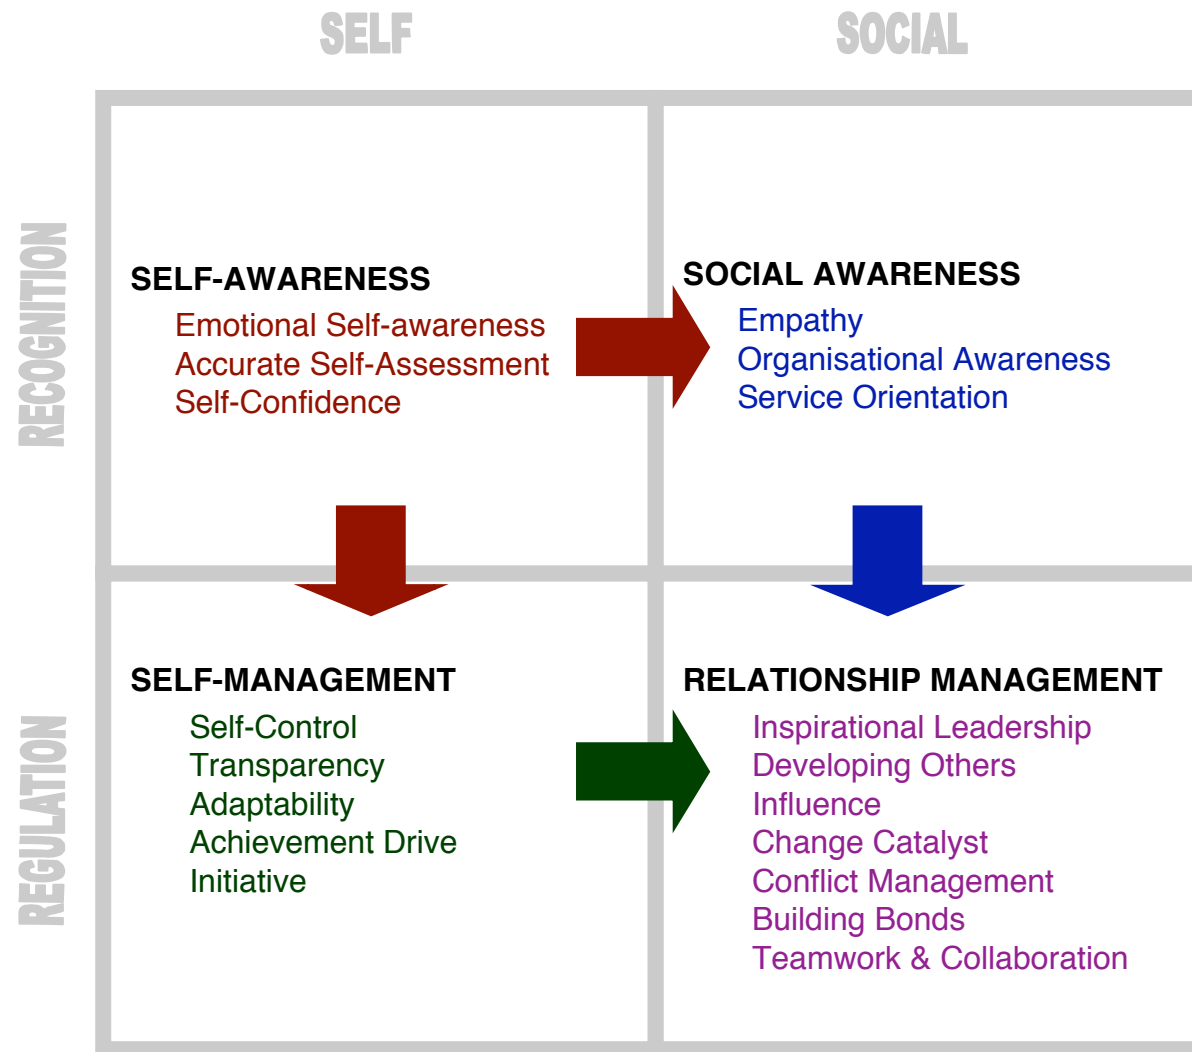 SELF
SOCIAL
RECOGNITION
SELF-AWARENESS
Emotional Self-awareness
Accurate Self-Assessment
Self-Confidence
SOCIAL AWARENESS
Empathy
Organisational Awareness
Service Orientation
REGULATION
SELF-MANAGEMENT
Self-Control
Transparency
Adaptability
Achievement Drive
Initiative
RELATIONSHIP MANAGEMENT
Inspirational Leadership
Developing Others
Influence
Change Catalyst
Conflict Management
Building Bonds
Teamwork & Collaboration